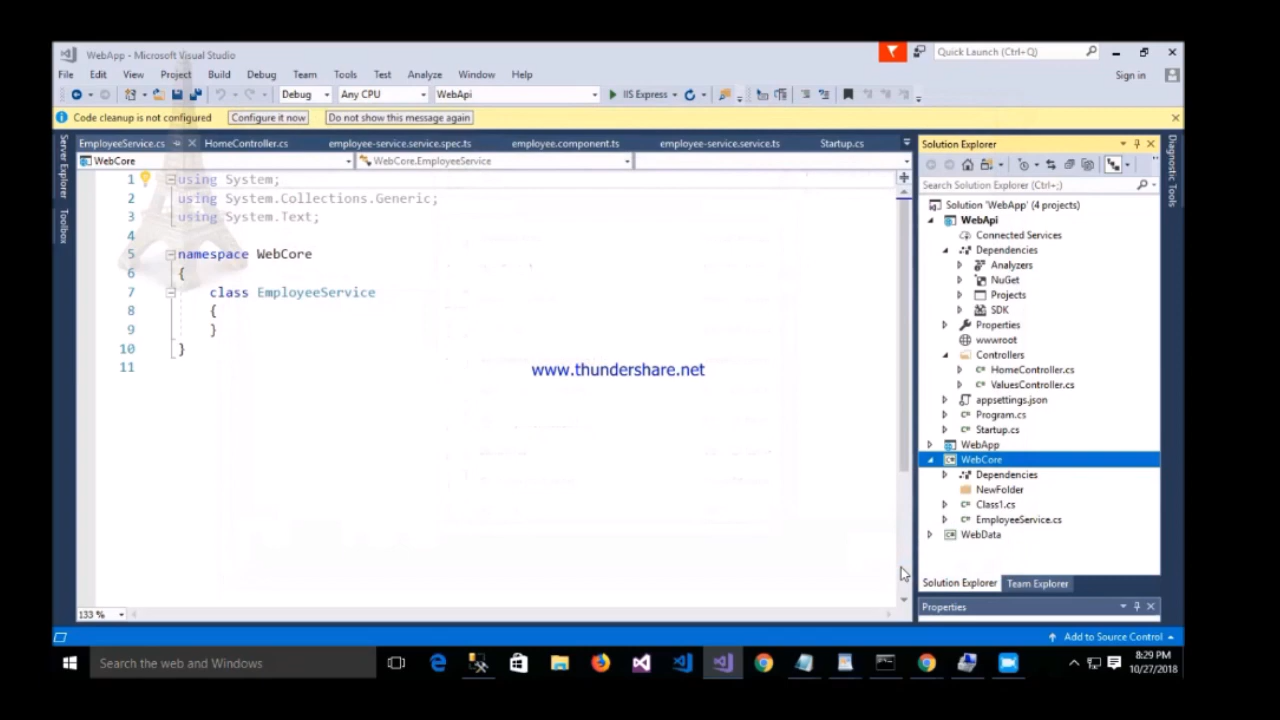 WebApp - Microsoft Visual Studio
Quick Launch (Ctrl+Q)
File Edit View Project Build Debug Team Tools Test Analyze Window Help
Sign in
Debug Any CPU WebApi IIS Express
Code cleanup is not configured Configure it now Do not show this message again
Server Explorer
Toolbox
EmployeeService.cs HomeController.cs employee-service.service.spec.ts employee.component.ts employee-service.service.ts Startup.cs
WebCore WebCore.EmployeeService
1 using System;
2 using System.Collections.Generic;
3 using System.Text;
4
5 namespace WebCore
6 {
7 class EmployeeService
8 {
9 }
10 }
11
www.thundershare.net
133 %
Solution Explorer
Search Solution Explorer (Ctrl+;)
Solution 'WebApp' (4 projects)
WebApi
Connected Services
Dependencies
Analyzers
NuGet
Projects
SDK
Properties
wwwroot
Controllers
HomeController.cs
ValuesController.cs
appsettings.json
Program.cs
Startup.cs
WebApp
WebCore
Dependencies
NewFolder
Class1.cs
EmployeeService.cs
WebData
Solution Explorer Team Explorer
Properties
Diagnostic Tools
Add to Source Control
Search the web and Windows
8:29 PM
10/27/2018